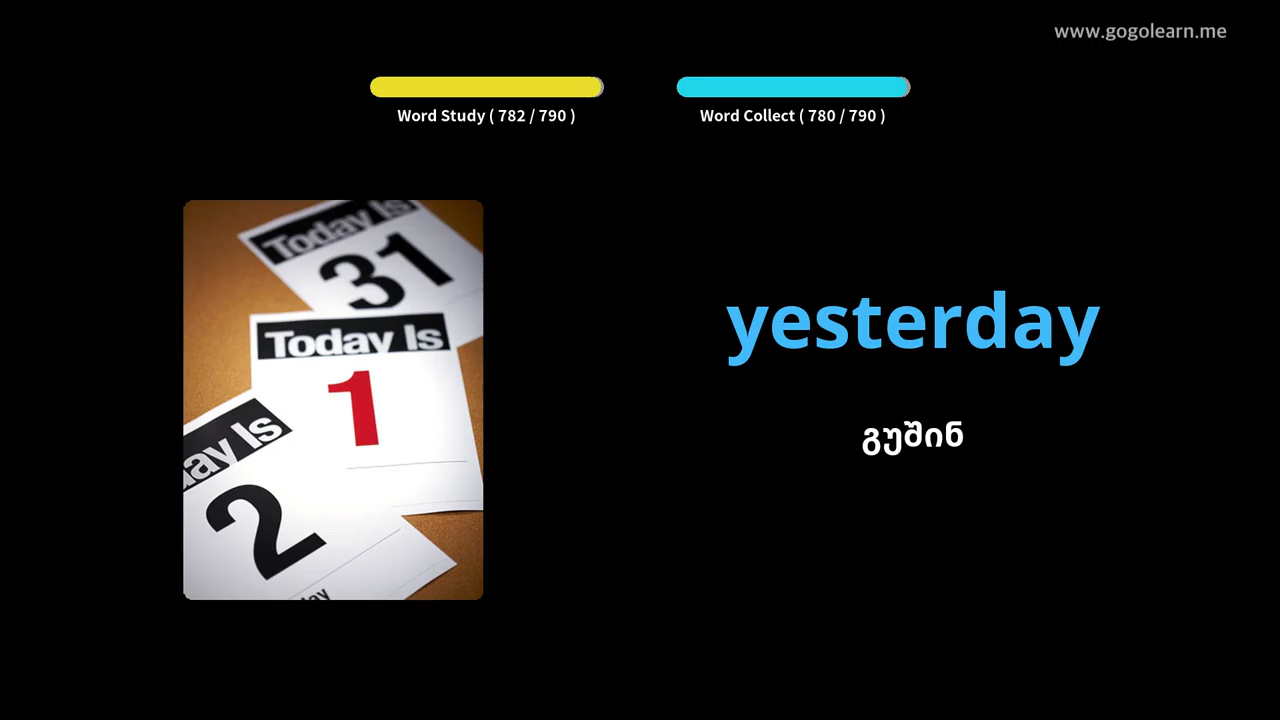 www.gogolearn.me
Word Study ( 782 / 790 )
Word Collect ( 780 / 790 )
Today Is
31
Today Is
1
day Is
2
yesterday
გუშინ